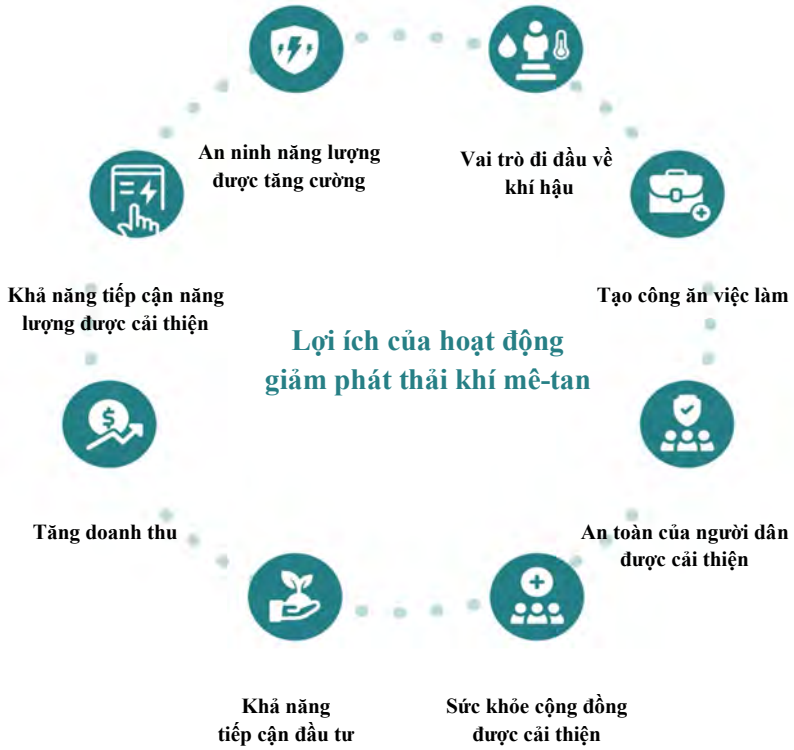 An ninh năng lượng
được tăng cường
Vai trò đi đầu về
khí hậu
Khả năng tiếp cận năng
lượng được cải thiện
Tạo công ăn việc làm
Lợi ích của hoạt động
giảm phát thải khí mê-tan
Tăng doanh thu
An toàn của người dân
được cải thiện
Khả năng
tiếp cận đầu tư
Sức khỏe cộng đồng
được cải thiện